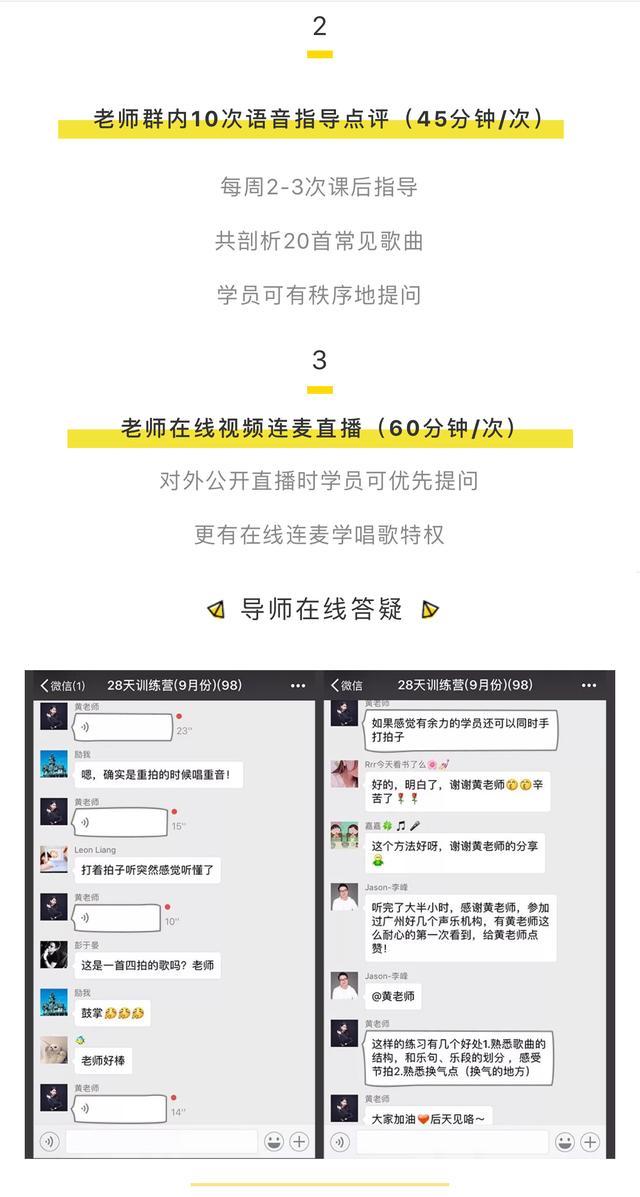 2
老师群内10次语音指导点评（45分钟/次）
每周2-3次课后指导
共剖析20首常见歌曲
学员可有秩序地提问
3
老师在线视频连麦直播（60分钟/次）
对外公开直播时学员可优先提问
更有在线连麦学唱歌特权
导师在线答疑
微信(1)
28天训练营(9月份)(98)
黄老师
23"
励我
嗯，确实是重拍的时候唱重音！
黄老师
15"
Leon Liang
打着拍子听突然感觉听懂了
黄老师
10"
彭于晏
这是一首四拍的歌吗？老师
励我
鼓掌👏👏👏
🐠
老师好棒
黄老师
14"
微信
28天训练营(9月份)(98)
黄老师
如果感觉有余力的学员还可以同时手
打拍子
Rrr今天看书了么🌸💅
好的，明白了，谢谢黄老师😘😘辛
苦了🌹🌹
嘉嘉🍀🎵🎤
这个方法好呀，谢谢黄老师的分享
Jason-李峰
听完了大半小时，感谢黄老师，参加
过广州好几个声乐机构，有黄老师这
么耐心的第一次看到，给黄老师点
赞！
Jason-李峰
@黄老师
黄老师
这样的练习有几个好处1.熟悉歌曲的
结构，和乐句、乐段的划分，感受
节拍2.熟悉换气点（换气的地方）
黄老师
大家加油❤️后天见咯～